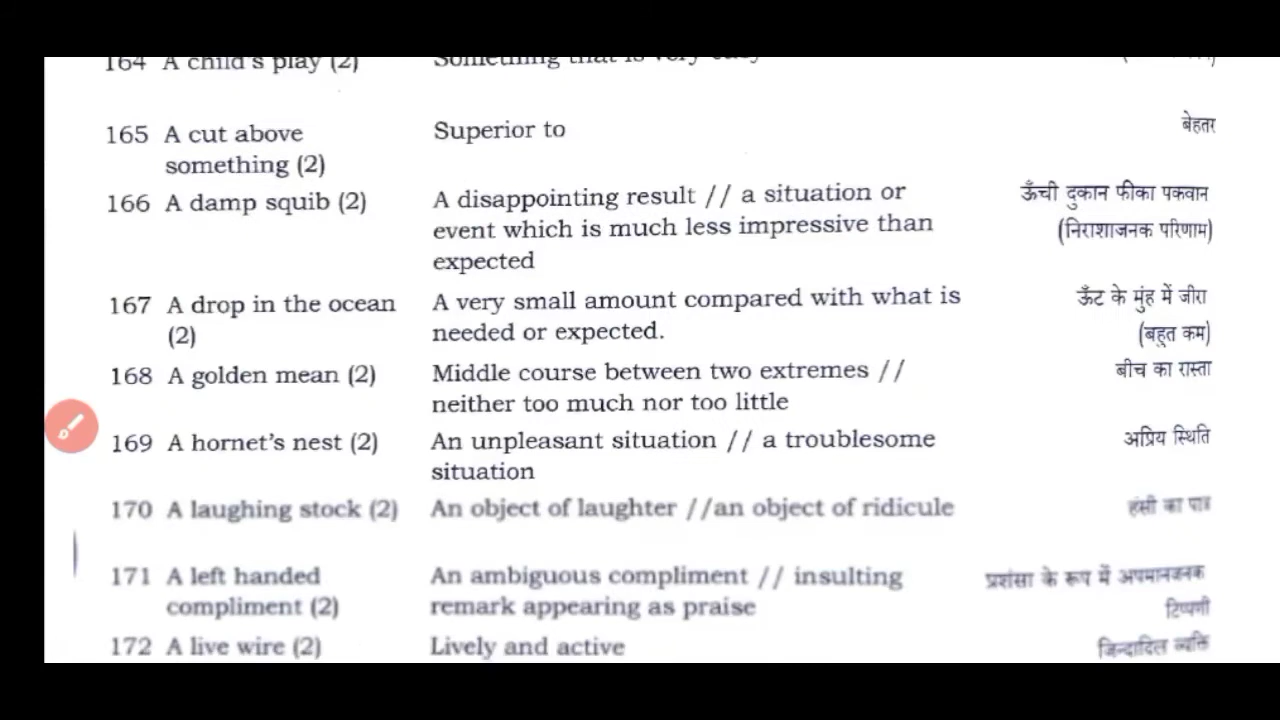 164 A child's play (2) Something that is very easy
165 A cut above Superior to बेहतर
something (2)
166 A damp squib (2) A disappointing result // a situation or ऊँची दुकान फीका पकवान
event which is much less impressive than (निराशाजनक परिणाम)
expected
167 A drop in the ocean A very small amount compared with what is ऊँट के मुंह में जीरा
(2) needed or expected. (बहुत कम)
168 A golden mean (2) Middle course between two extremes // बीच का रास्ता
neither too much nor too little
169 A hornet's nest (2) An unpleasant situation // a troublesome अप्रिय स्थिति
situation
170 A laughing stock (2) An object of laughter //an object of ridicule हंसी का पात्र
171 A left handed An ambiguous compliment // insulting प्रशंसा के रूप में अपमानजनक
compliment (2) remark appearing as praise टिप्पणी
172 A live wire (2) Lively and active जिन्दादिल व्यक्ति